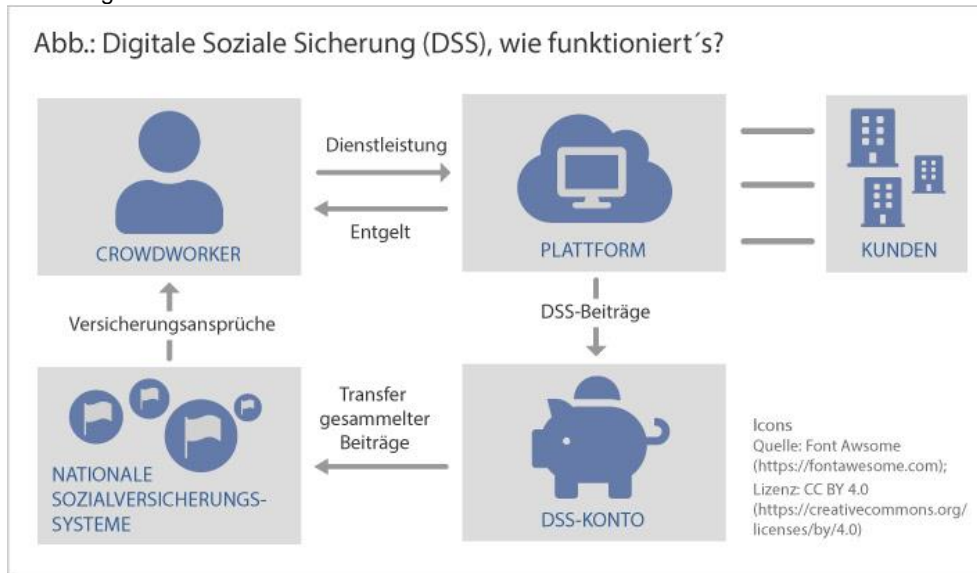 Abb.: Digitale Soziale Sicherung (DSS), wie funktioniert´s?
Dienstleistung
Entgelt
CROWDWORKER
PLATTFORM
KUNDEN
Versicherungsansprüche
DSS-Beiträge
Transfer
gesammelter
Beiträge
NATIONALE
SOZIALVERSICHERUNGS-
SYSTEME
DSS-KONTO
Icons
Quelle: Font Awsome
(https://fontawesome.com);
Lizenz: CC BY 4.0
(https://creativecommons.org/
licenses/by/4.0)